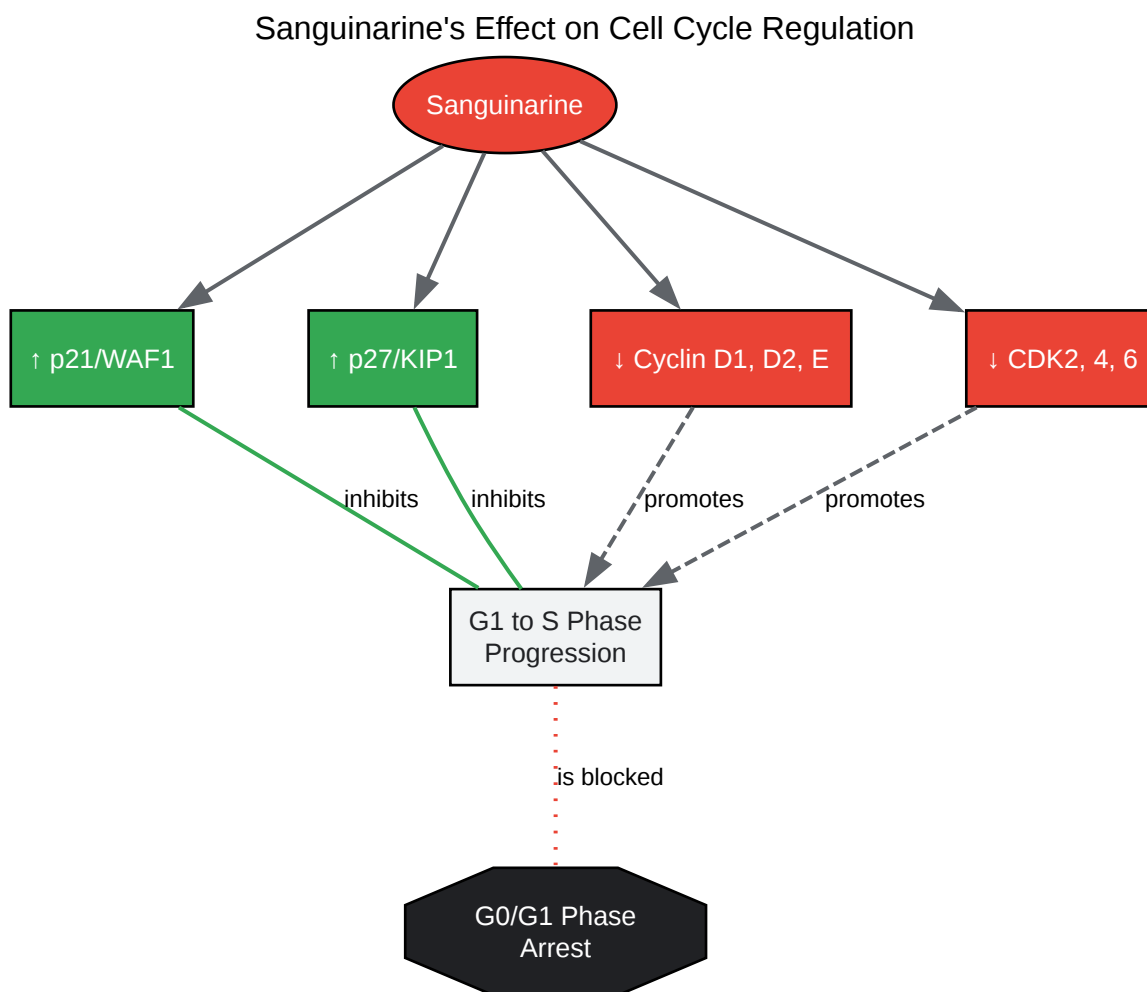 Sanguinarine's Effect on Cell Cycle Regulation
Sanguinarine
↑ p21/WAF1
↑ p27/KIP1
↓ Cyclin D1, D2, E
↓ CDK2, 4, 6
inhibits
inhibits
promotes
promotes
G1 to S Phase
Progression
is blocked
G0/G1 Phase
Arrest